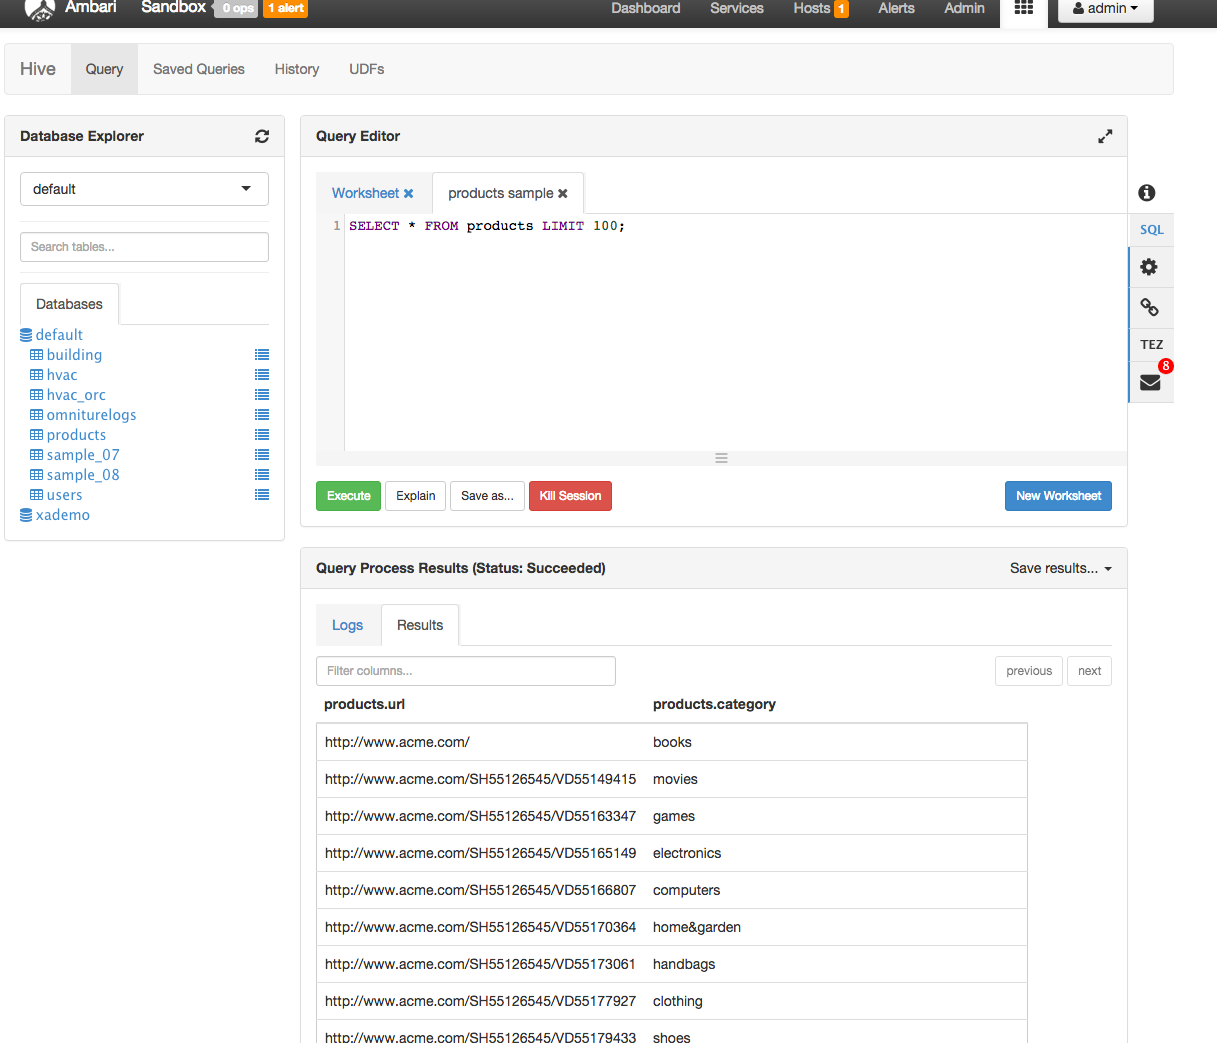 Ambari Sandbox 0 ops 1 alert Dashboard Services Hosts 1 Alerts Admin admin
Hive Query Saved Queries History UDFs
Database Explorer
default
Search tables...
Databases
default
building
hvac
hvac_orc
omniturelogs
products
sample_07
sample_08
users
xademo
Query Editor
Worksheet products sample
1 SELECT * FROM products LIMIT 100;
Execute Explain Save as... Kill Session New Worksheet
SQL
TEZ
8
Query Process Results (Status: Succeeded) Save results...
Logs Results
Filter columns... previous next
products.url products.category
http://www.acme.com/ books
http://www.acme.com/SH55126545/VD55149415 movies
http://www.acme.com/SH55126545/VD55163347 games
http://www.acme.com/SH55126545/VD55165149 electronics
http://www.acme.com/SH55126545/VD55166807 computers
http://www.acme.com/SH55126545/VD55170364 home&garden
http://www.acme.com/SH55126545/VD55173061 handbags
http://www.acme.com/SH55126545/VD55177927 clothing
http://www.acme.com/SH55126545/VD55179433 shoes